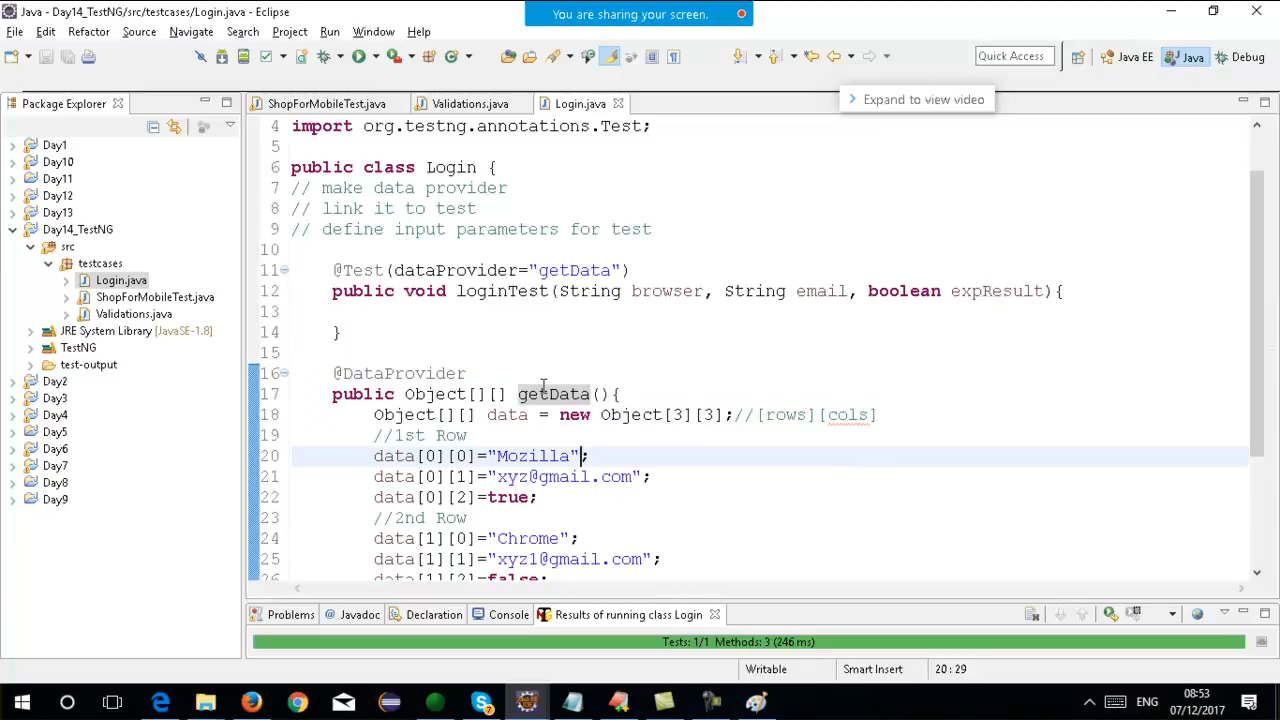 Java - Day14_TestNG/src/testcases/Login.java - Eclipse
You are sharing your screen.
File Edit Refactor Source Navigate Search Project Run Window Help
Quick Access Java EE Java Debug
Expand to view video
Package Explorer ShopForMobileTest.java Validations.java Login.java
Day1
Day10
Day11
Day12
Day13
Day14_TestNG
src
testcases
Login.java
ShopForMobileTest.java
Validations.java
JRE System Library [JavaSE-1.8]
TestNG
test-output
Day2
Day3
Day4
Day5
Day6
Day7
Day8
Day9
4 import org.testng.annotations.Test;
5
6 public class Login {
7 // make data provider
8 // link it to test
9 // define input parameters for test
10
11 @Test(dataProvider="getData")
12 public void loginTest(String browser, String email, boolean expResult){
13
14 }
15
16 @DataProvider
17 public Object[][] getData(){
18 Object[][] data = new Object[3][3];//[rows][cols]
19 //1st Row
20 data[0][0]="Mozilla";
21 data[0][1]="xyz@gmail.com";
22 data[0][2]=true;
23 //2nd Row
24 data[1][0]="Chrome";
25 data[1][1]="xyz1@gmail.com";
26 data[1][2]=false;
Problems Javadoc Declaration Console Results of running class Login
Tests: 1/1 Methods: 3 (246 ms)
Writable Smart Insert 20 : 29
ENG 08:53
07/12/2017